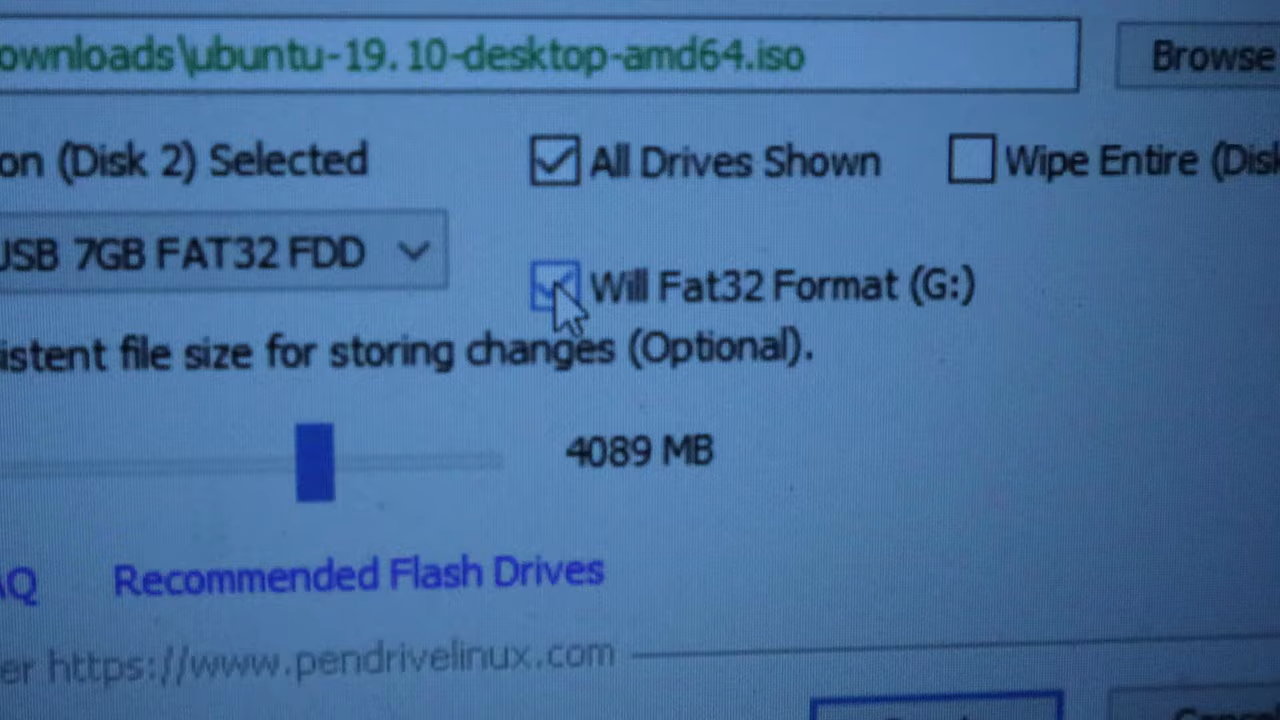 ownloads\ubuntu-19.10-desktop-amd64.iso Browse
on (Disk 2) Selected All Drives Shown Wipe Entire (Disk
USB 7GB FAT32 FDD Will Fat32 Format (G:)
istent file size for storing changes (Optional).
4089 MB
AQ Recommended Flash Drives
er https://www.pendrivelinux.com